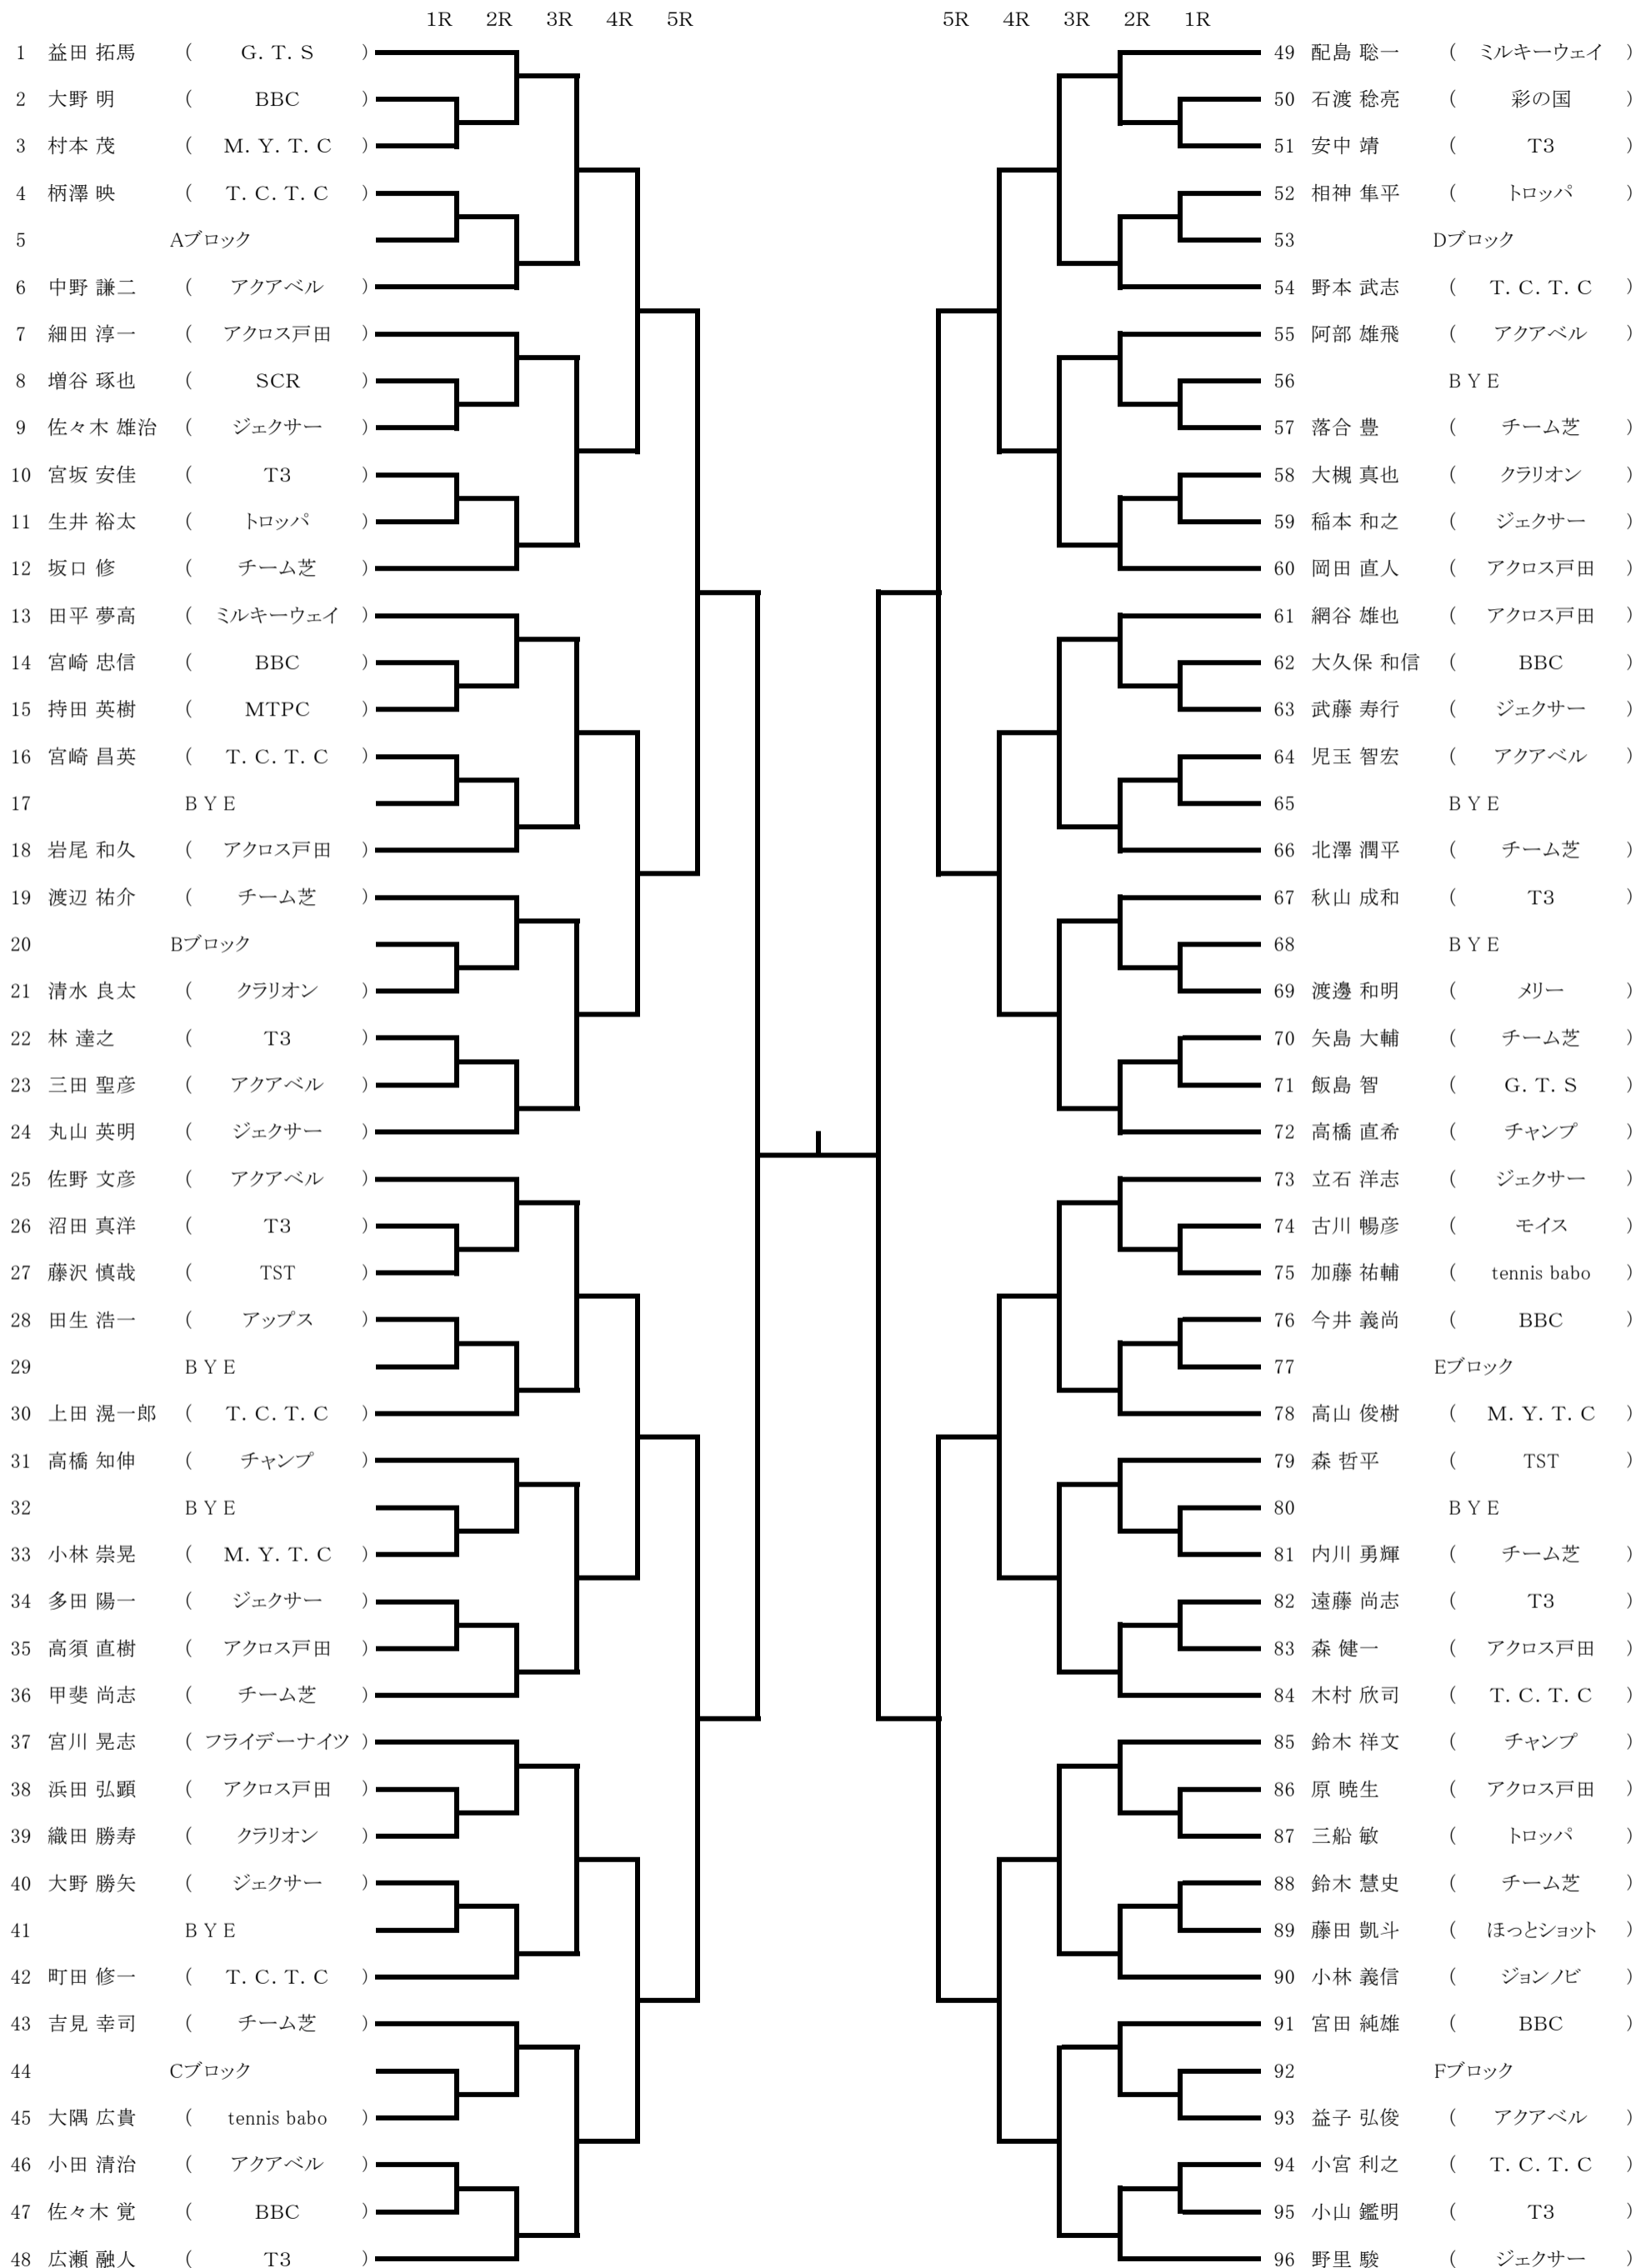 1R 2R 3R 4R 5R
1 益田 拓馬 ( G. T. S )
2 大野 明 ( BBC )
3 村本 茂 ( M. Y. T. C )
4 柄澤 映 ( T. C. T. C )
5 Aブロック
6 中野 謙二 ( アクアベル )
7 細田 淳一 ( アクロス戸田 )
8 増谷 琢也 ( SCR )
9 佐々木 雄治 ( ジェクサー )
10 宮坂 安佳 ( T3 )
11 生井 裕太 ( トロッパ )
12 坂口 修 ( チーム芝 )
13 田平 夢高 ( ミルキーウェイ )
14 宮崎 忠信 ( BBC )
15 持田 英樹 ( MTPC )
16 宮崎 昌英 ( T. C. T. C )
17 B Y E
18 岩尾 和久 ( アクロス戸田 )
19 渡辺 祐介 ( チーム芝 )
20 Bブロック
21 清水 良太 ( クラリオン )
22 林 達之 ( T3 )
23 三田 聖彦 ( アクアベル )
24 丸山 英明 ( ジェクサー )
25 佐野 文彦 ( アクアベル )
26 沼田 真洋 ( T3 )
27 藤沢 慎哉 ( TST )
28 田生 浩一 ( アップス )
29 B Y E
30 上田 滉一郎 ( T. C. T. C )
31 高橋 知伸 ( チャンプ )
32 B Y E
33 小林 崇晃 ( M. Y. T. C )
34 多田 陽一 ( ジェクサー )
35 高須 直樹 ( アクロス戸田 )
36 甲斐 尚志 ( チーム芝 )
37 宮川 晃志 ( フライデーナイツ )
38 浜田 弘顕 ( アクロス戸田 )
39 織田 勝寿 ( クラリオン )
40 大野 勝矢 ( ジェクサー )
41 B Y E
42 町田 修一 ( T. C. T. C )
43 吉見 幸司 ( チーム芝 )
44 Cブロック
45 大隅 広貴 ( tennis babo )
46 小田 清治 ( アクアベル )
47 佐々木 覚 ( BBC )
48 広瀬 融人 ( T3 )
5R 4R 3R 2R 1R
49 配島 聡一 ( ミルキーウェイ )
50 石渡 稔亮 ( 彩の国 )
51 安中 靖 ( T3 )
52 相神 隼平 ( トロッパ )
53 Dブロック
54 野本 武志 ( T. C. T. C )
55 阿部 雄飛 ( アクアベル )
56 B Y E
57 落合 豊 ( チーム芝 )
58 大槻 真也 ( クラリオン )
59 稲本 和之 ( ジェクサー )
60 岡田 直人 ( アクロス戸田 )
61 網谷 雄也 ( アクロス戸田 )
62 大久保 和信 ( BBC )
63 武藤 寿行 ( ジェクサー )
64 児玉 智宏 ( アクアベル )
65 B Y E
66 北澤 潤平 ( チーム芝 )
67 秋山 成和 ( T3 )
68 B Y E
69 渡邊 和明 ( メリー )
70 矢島 大輔 ( チーム芝 )
71 飯島 智 ( G. T. S )
72 高橋 直希 ( チャンプ )
73 立石 洋志 ( ジェクサー )
74 古川 暢彦 ( モイス )
75 加藤 祐輔 ( tennis babo )
76 今井 義尚 ( BBC )
77 Eブロック
78 高山 俊樹 ( M. Y. T. C )
79 森 哲平 ( TST )
80 B Y E
81 内川 勇輝 ( チーム芝 )
82 遠藤 尚志 ( T3 )
83 森 健一 ( アクロス戸田 )
84 木村 欣司 ( T. C. T. C )
85 鈴木 祥文 ( チャンプ )
86 原 暁生 ( アクロス戸田 )
87 三船 敏 ( トロッパ )
88 鈴木 慧史 ( チーム芝 )
89 藤田 凱斗 ( ほっとショット )
90 小林 義信 ( ジョンノビ )
91 宮田 純雄 ( BBC )
92 Fブロック
93 益子 弘俊 ( アクアベル )
94 小宮 利之 ( T. C. T. C )
95 小山 鑑明 ( T3 )
96 野里 駿 ( ジェクサー )